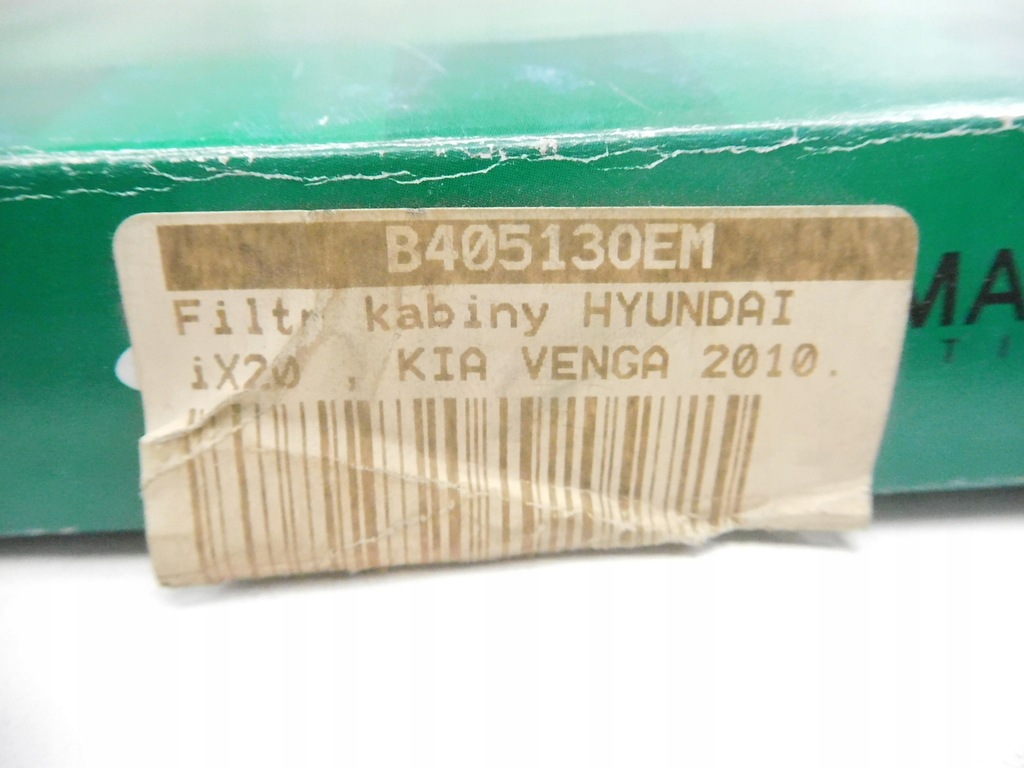 B405130EM
Filtr kabiny HYUNDAI
iX20 , KIA VENGA 2010.
MA